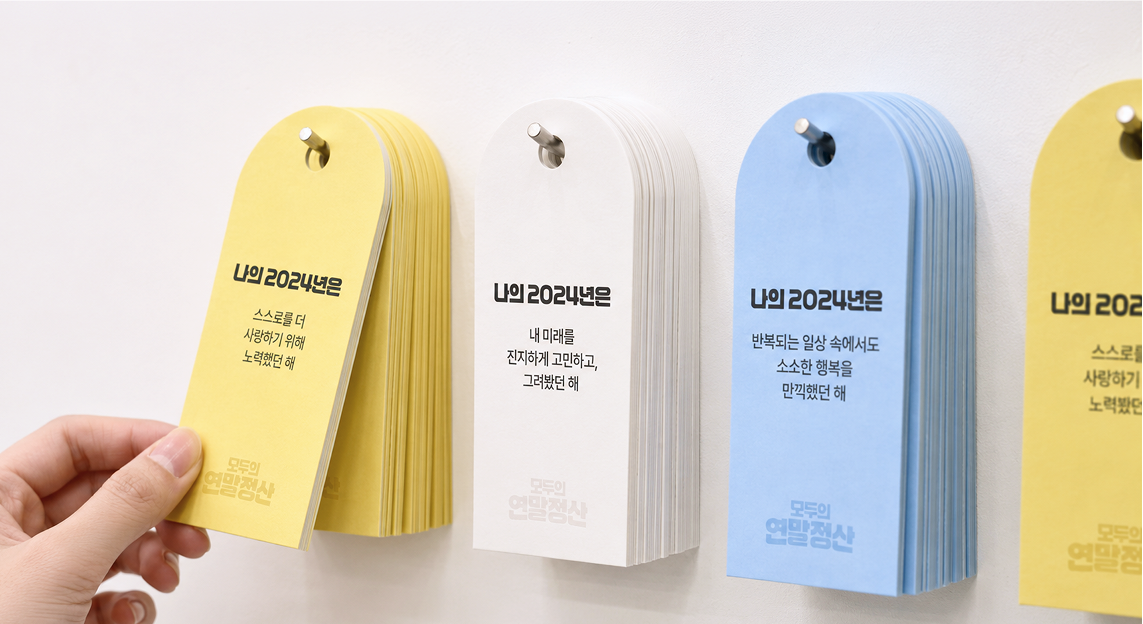 나의 2024년은
스스로를 더
사랑하기 위해
노력했던 해
모두의
연말정산
나의 2024년은
내 미래를
진지하게 고민하고,
그려봤던 해
모두의
연말정산
나의 2024년은
반복되는 일상 속에서도
소소한 행복을
만끽했던 해
모두의
연말정산
나의 202
스스로를
사랑하기
노력봤던
모두의
연말정